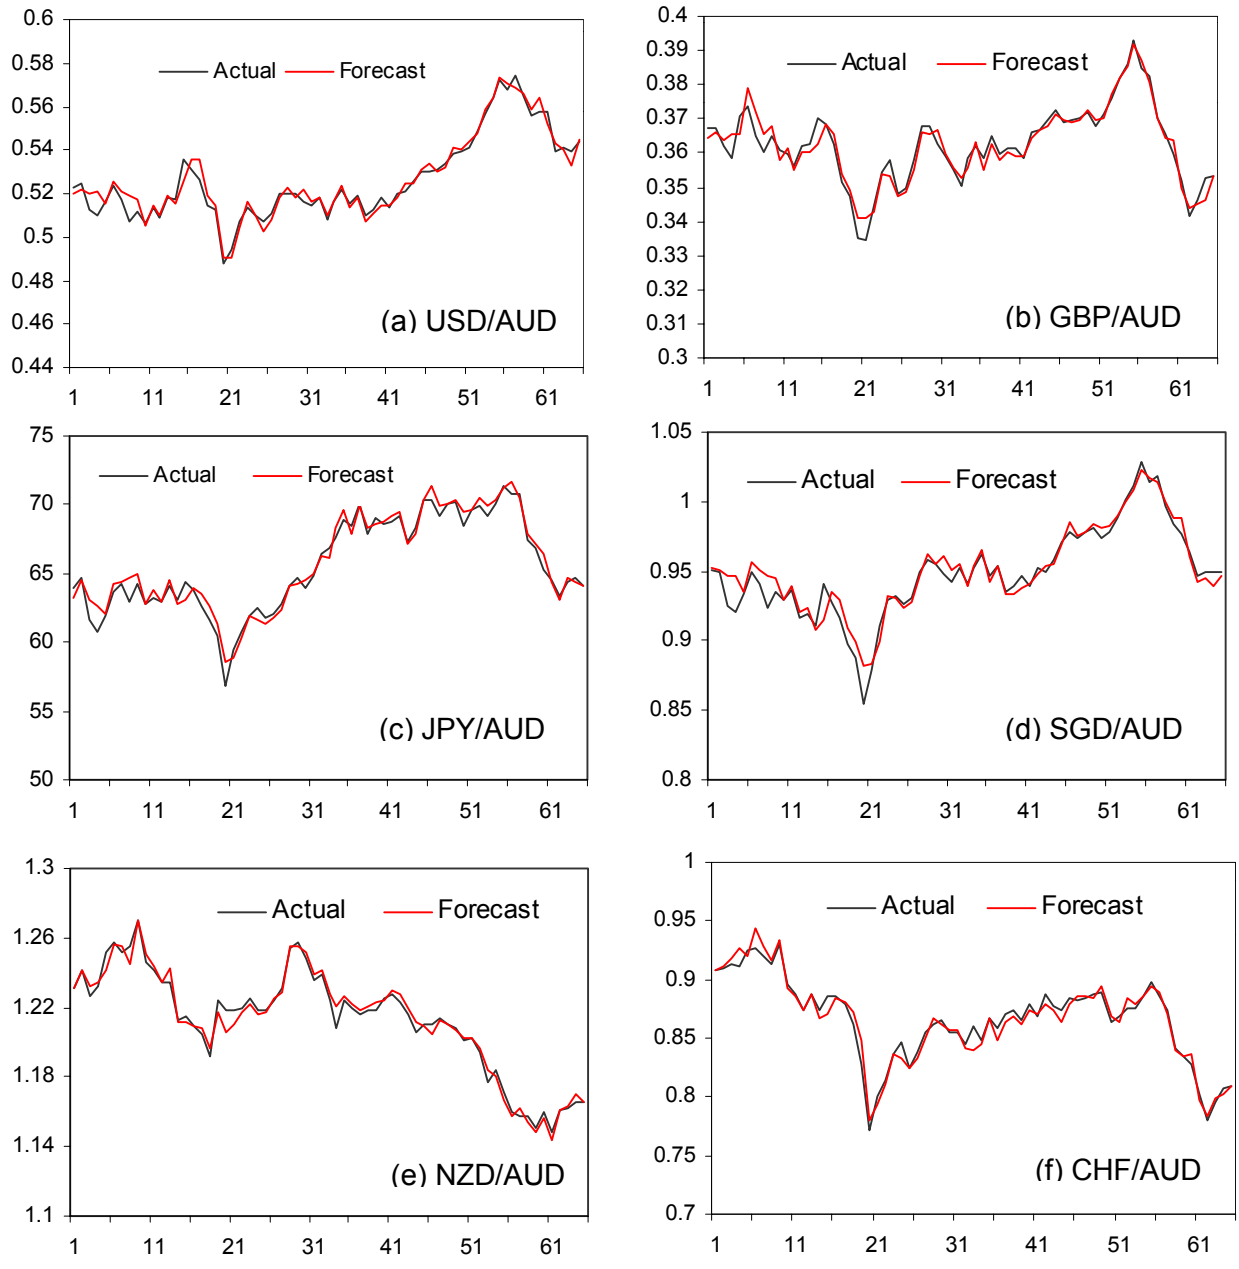 0.6
0.58
0.56
0.54
0.52
0.5
0.48
0.46
0.44
Actual
Forecast
(a) USD/AUD
1 11 21 31 41 51 61
0.4
0.39
0.38
0.37
0.36
0.35
0.34
0.33
0.32
0.31
0.3
Actual
Forecast
(b) GBP/AUD
1 11 21 31 41 51 61
75
70
65
60
55
50
Actual
Forecast
(c) JPY/AUD
1 11 21 31 41 51 61
1.05
1
0.95
0.9
0.85
0.8
Actual
Forecast
(d) SGD/AUD
1 11 21 31 41 51 61
1.3
1.26
1.22
1.18
1.14
1.1
Actual
Forecast
(e) NZD/AUD
1 11 21 31 41 51 61
1
0.95
0.9
0.85
0.8
0.75
0.7
Actual
Forecast
(f) CHF/AUD
1 11 21 31 41 51 61